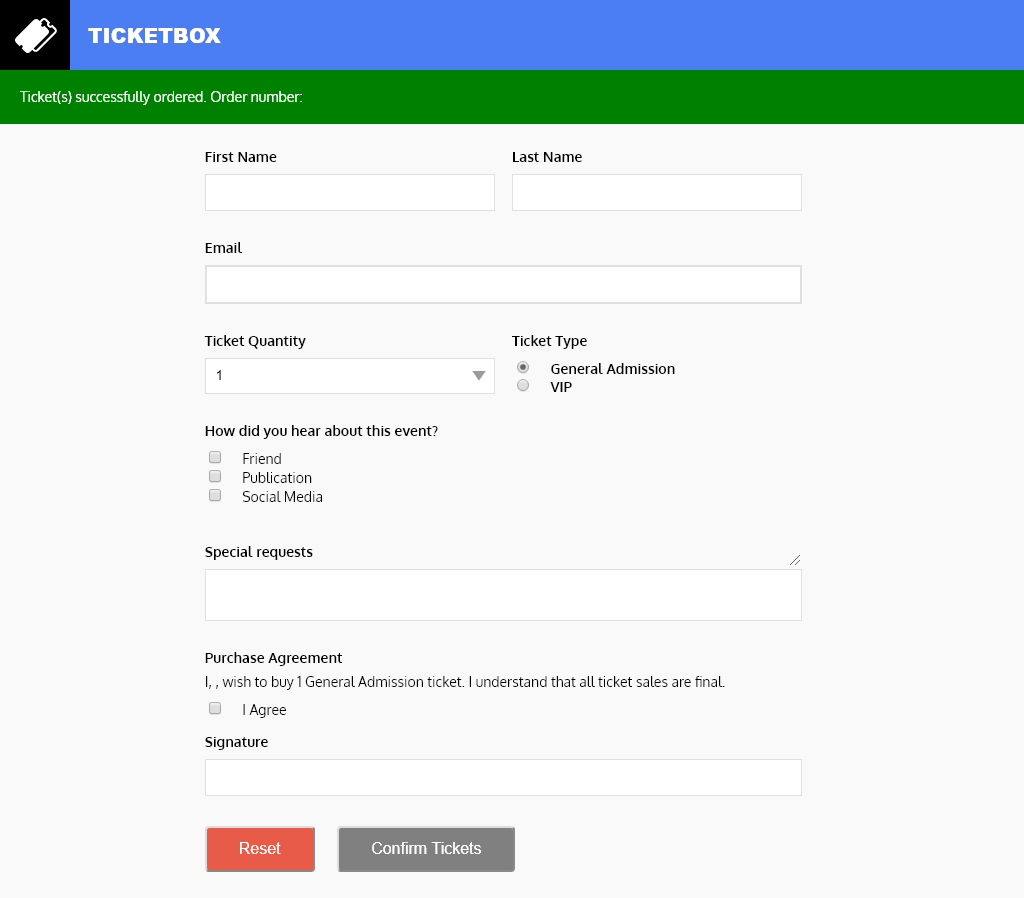 TICKETBOX
Ticket(s) successfully ordered. Order number:
First Name
Last Name
Email
Ticket Quantity
Ticket Type
1
General Admission
VIP
How did you hear about this event?
Friend
Publication
Social Media
Special requests
Purchase Agreement
I, , wish to buy 1 General Admission ticket. I understand that all ticket sales are final.
I Agree
Signature
Reset
Confirm Tickets